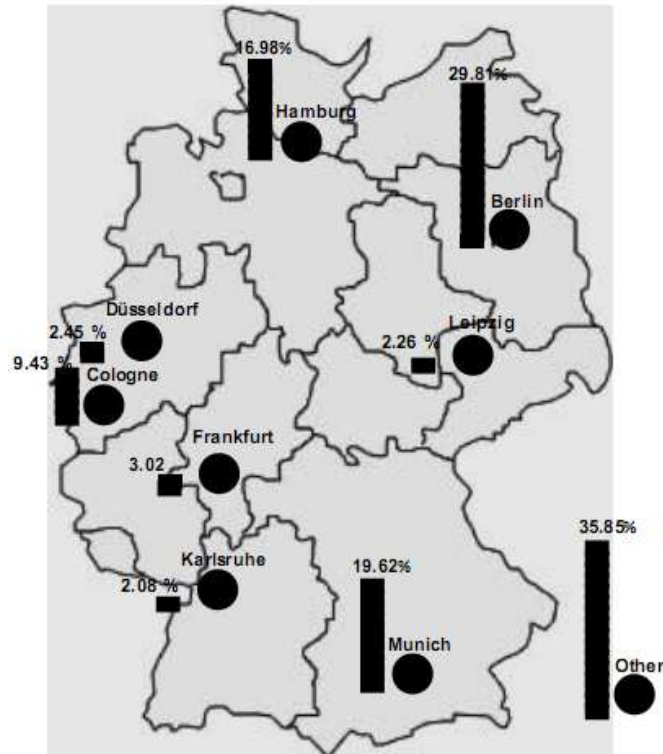 16.98%
29.81%
Hamburg
Berlin
Düsseldorf
2.45 %
Leipzig
2.26 %
9.43 %
Cologne
Frankfurt
3.02
35.85%
Karlsruhe
19.62%
2.08 %
Munich
Other